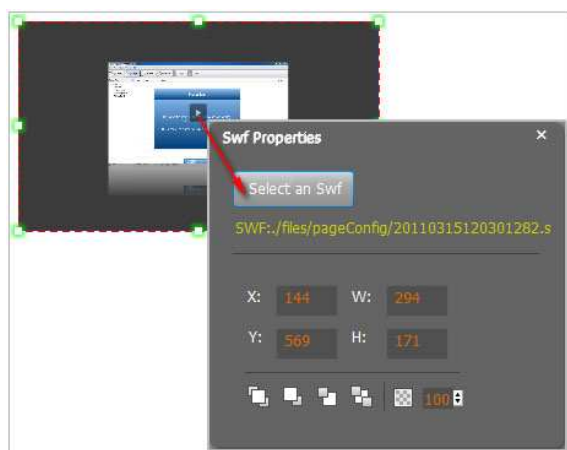 Swf Properties
Select an Swf
SWF:./files/pageConfig/20110315120301282.s
X: 144 W: 294
Y: 569 H: 171
100